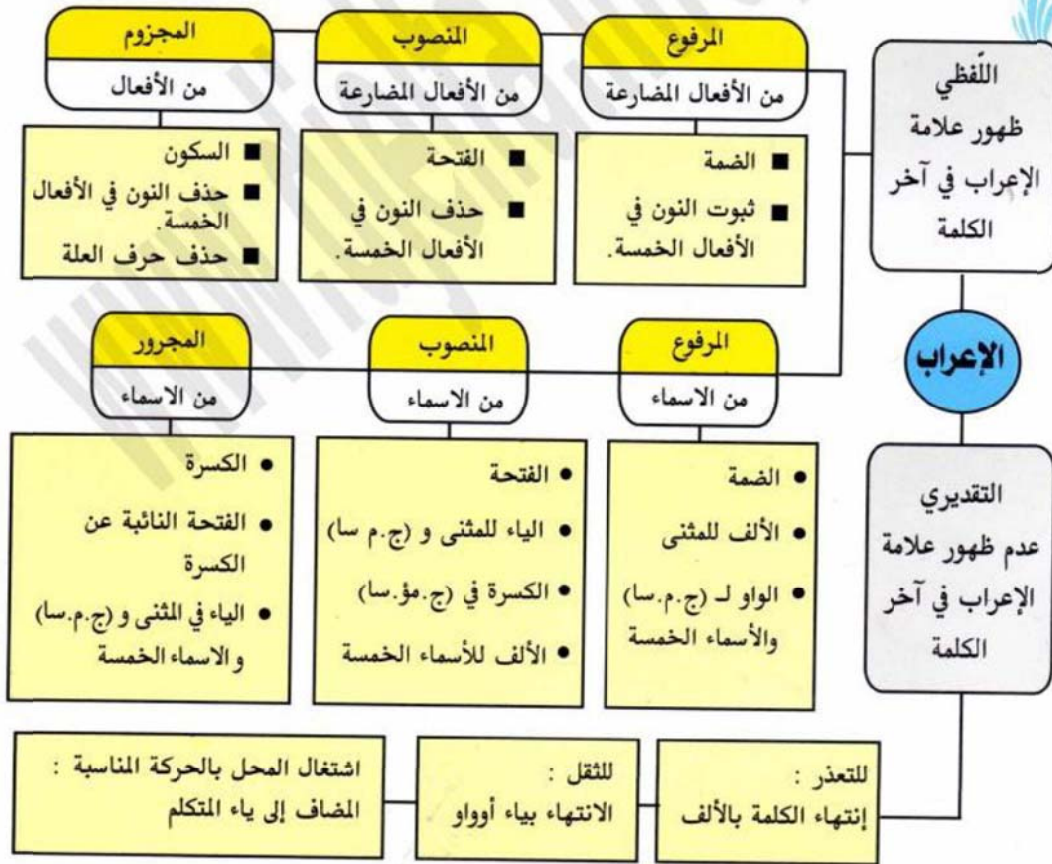 اللّفظي
ظهور علامة
الإعراب في آخر
الكلمة
المرفوع
من الأفعال المضارعة
■ الضمة
■ ثبوت النون في
الأفعال الخمسة.
المنصوب
من الأفعال المضارعة
■ الفتحة
■ حذف النون في
الأفعال الخمسة.
المجزوم
من الأفعال
■ السكون
■ حذف النون في الأفعال
الخمسة.
■ حذف حرف العلة
الإعراب
المرفوع
من الاسماء
• الضمة
• الألف للمثنى
• الواو لـ (ج.م.سا)
والأسماء الخمسة
المنصوب
من الاسماء
• الفتحة
• الياء للمثنى و (ج.م سا)
• الكسرة في (ج.مؤ.سا)
• الألف للأسماء الخمسة
المجرور
من الاسماء
• الكسرة
• الفتحة النائبة عن
الكسرة
• الياء في المثنى و (ج.م.سا)
و الاسماء الخمسة
التقديري
عدم ظهور علامة
الإعراب في آخر
الكلمة
للتعذر :
إنتهاء الكلمة بالألف
للثقل :
الانتهاء بياء أوواو
اشتغال المحل بالحركة المناسبة :
المضاف إلى ياء المتكلم